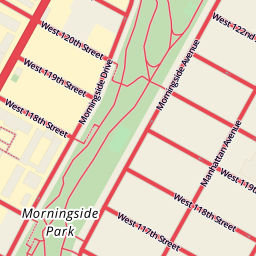 West 120th Street
West 122nd
Morningside Avenue
Morningside Drive
West 119th Street
West 118th Street
Manhattan Avenue
West 119th
Morningside
Park
West 118th Street
West 117th Street